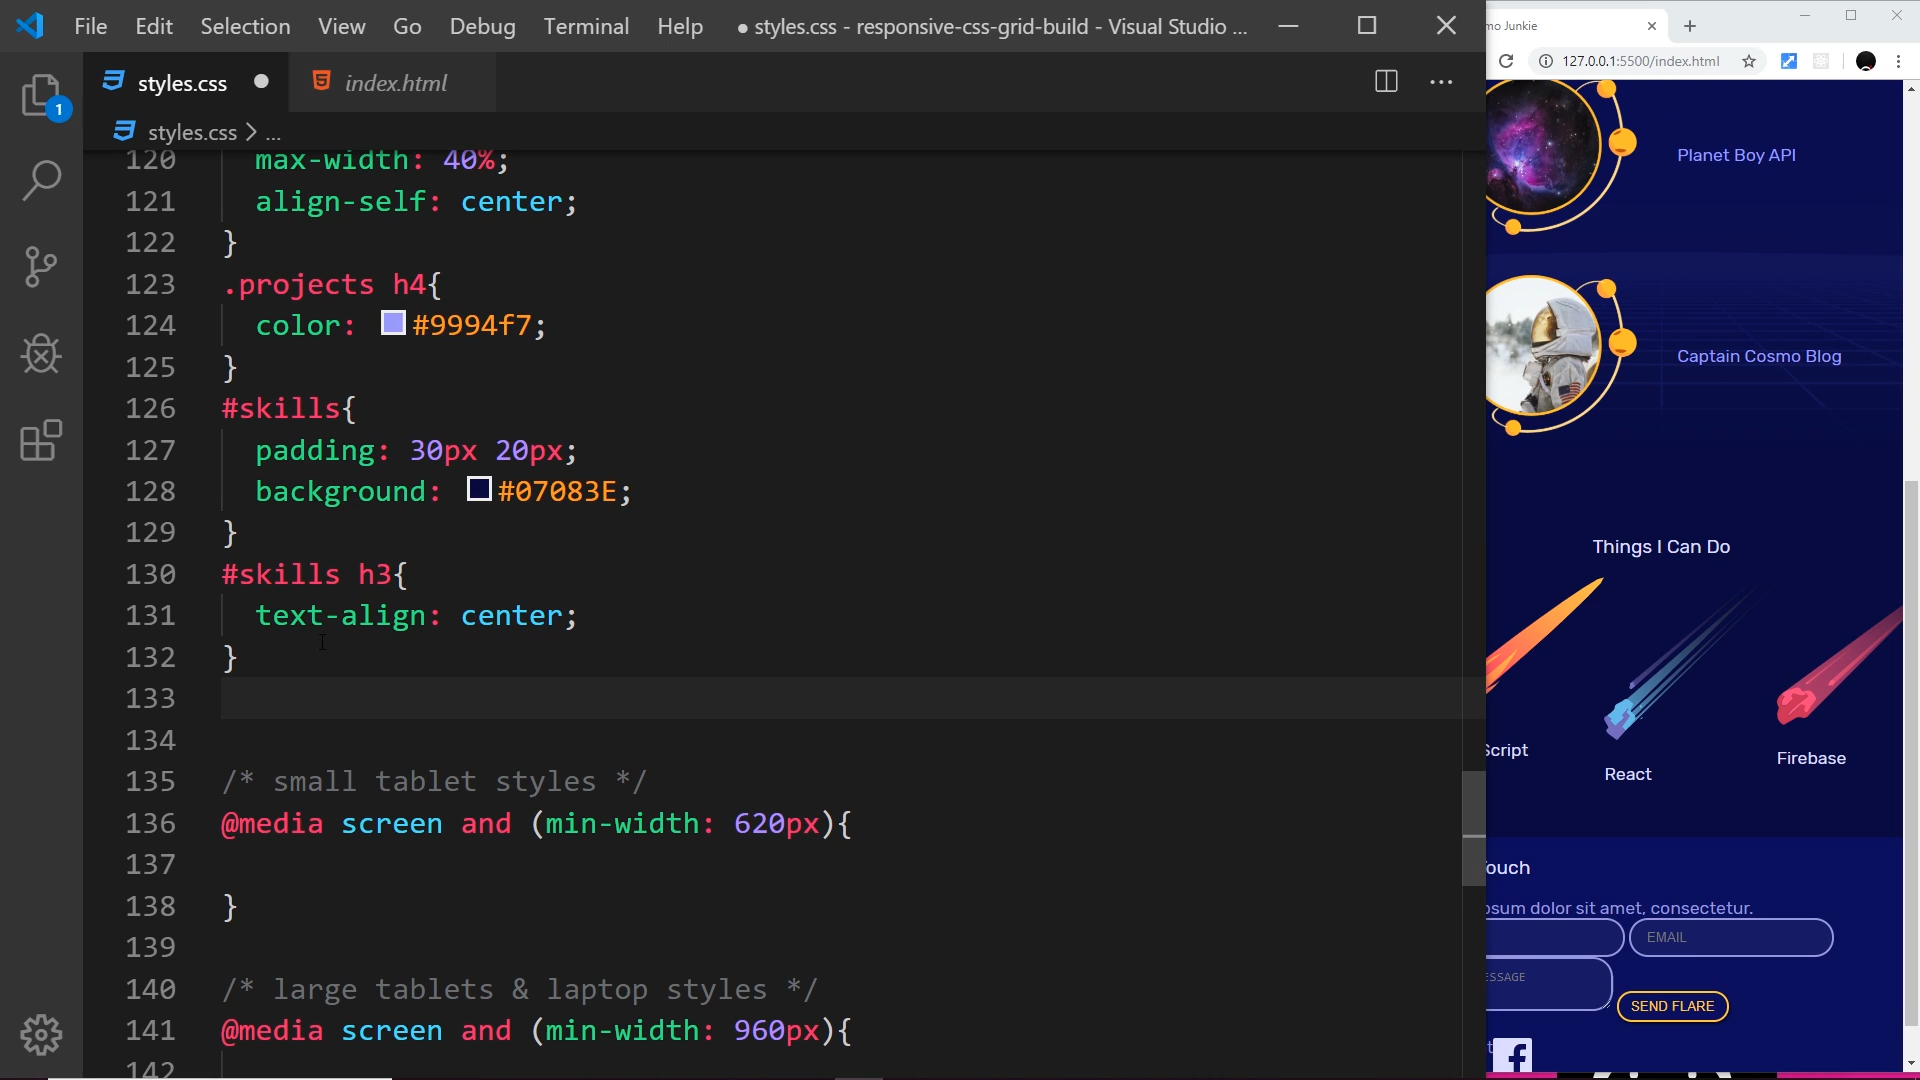 File Edit Selection View Go Debug Terminal Help ● styles.css - responsive-css-grid-build - Visual Studio ...
styles.css ● index.html
styles.css > ...
1
120 max-width: 40%;
121 align-self: center;
122 }
123 .projects h4{
124 color: #9994f7;
125 }
126 #skills{
127 padding: 30px 20px;
128 background: #07083E;
129 }
130 #skills h3{
131 text-align: center;
132 }
133
134
135 /* small tablet styles */
136 @media screen and (min-width: 620px){
137
138 }
139
140 /* large tablets & laptop styles */
141 @media screen and (min-width: 960px){
142
mo Junkie
127.0.0.1:5500/index.html
Planet Boy API
Captain Cosmo Blog
Things I Can Do
Script
React
Firebase
ouch
osum dolor sit amet, consectetur.
EMAIL
ESSAGE
SEND FLARE